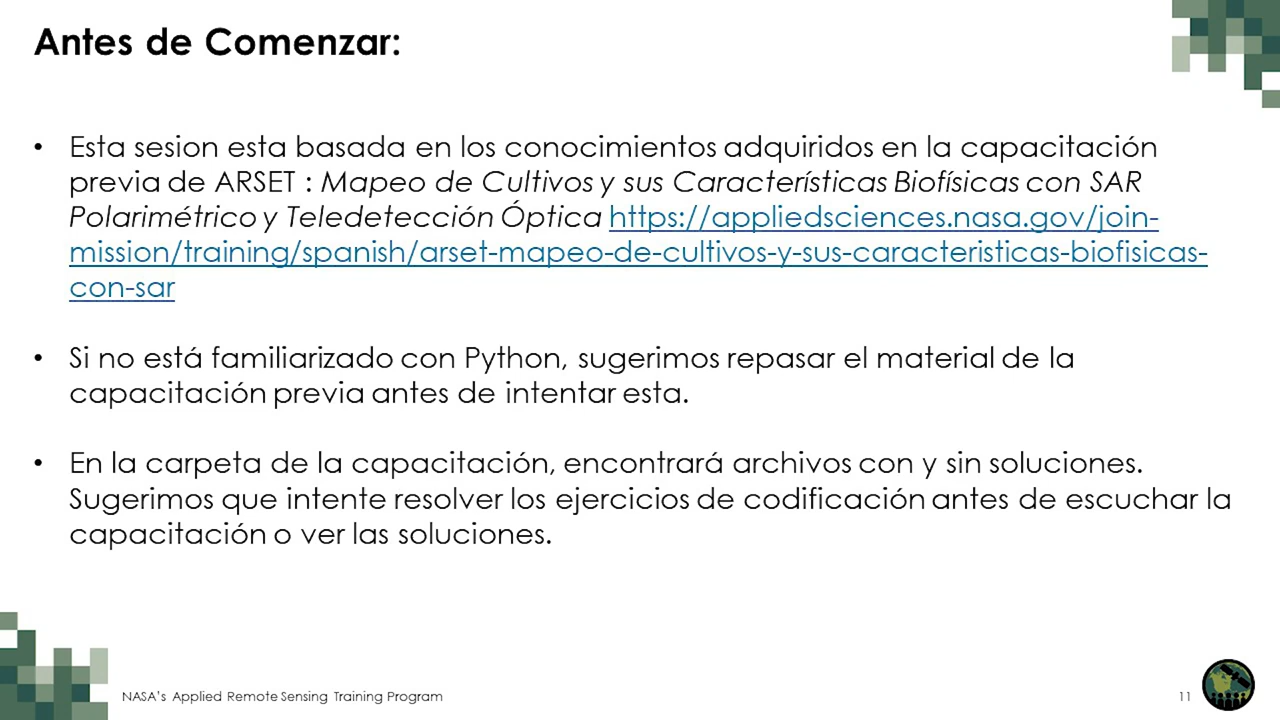 Antes de Comenzar:
• Esta sesion esta basada en los conocimientos adquiridos en la capacitación
previa de ARSET : Mapeo de Cultivos y sus Características Biofísicas con SAR
Polarimétrico y Teledetección Óptica https://appliedsciences.nasa.gov/join-
mission/training/spanish/arset-mapeo-de-cultivos-y-sus-caracteristicas-biofisicas-
con-sar
• Si no está familiarizado con Python, sugerimos repasar el material de la
capacitación previa antes de intentar esta.
• En la carpeta de la capacitación, encontrará archivos con y sin soluciones.
Sugerimos que intente resolver los ejercicios de codificación antes de escuchar la
capacitación o ver las soluciones.
NASA's Applied Remote Sensing Training Program
11